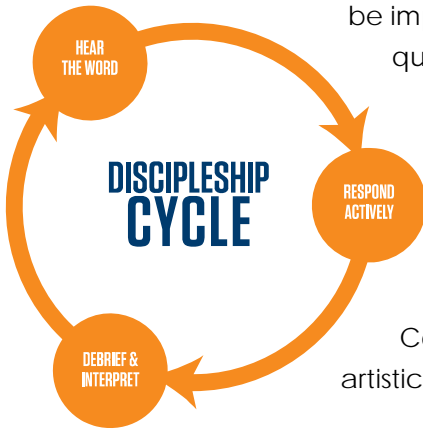 be im
qu
HEAR
THE WORD
DISCIPLESHIP
CYCLE
RESPOND
ACTIVELY
DEBRIEF &
INTERPRET
artistic